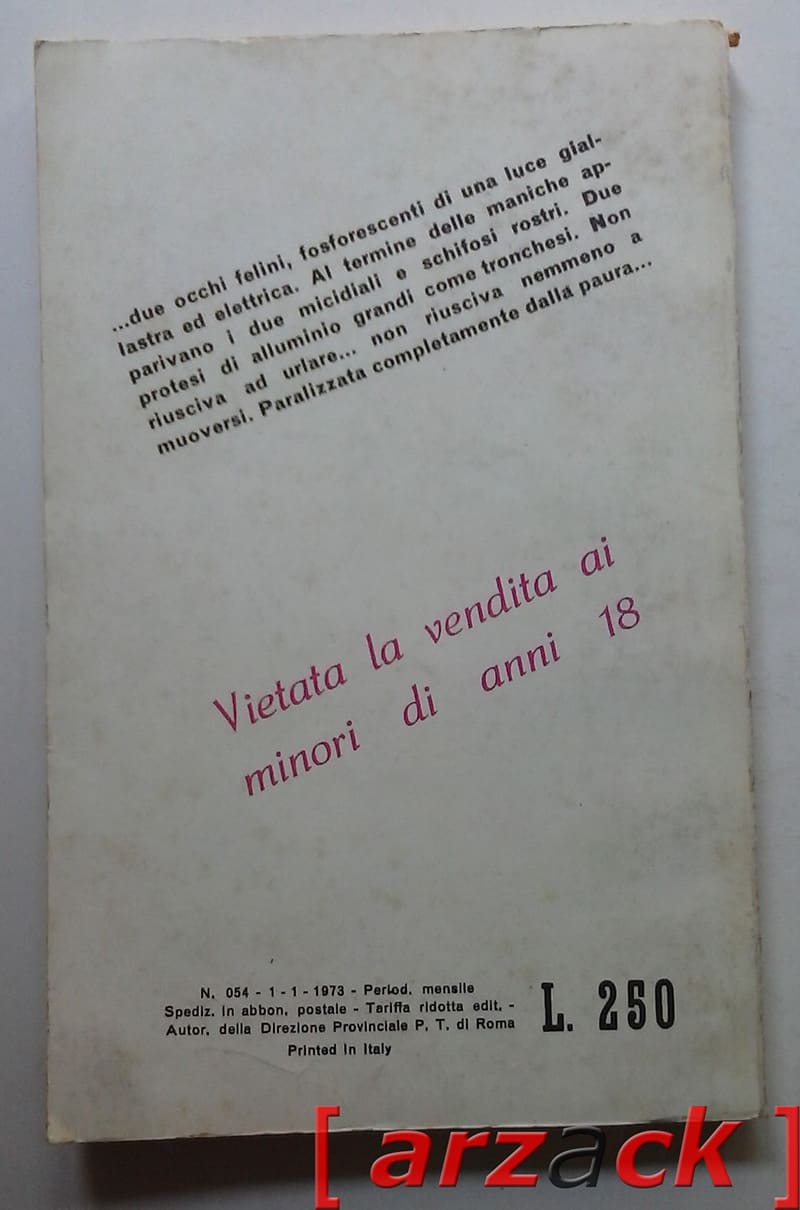 ...due occhi felini, fosforescenti di una luce gial-
lastra ed elettrica. Al termine delle maniche ap-
parivano i due micidiali e schifosi rostri. Due
protesi di alluminio grandi come tronchesi. Non
riusciva ad urlare... non riusciva nemmeno a
muoversi. Paralizzata completamente dalla paura...
Vietata la vendita ai
minori di anni 18
N. 054 - 1 - 1 - 1973 - Period. mensile
Spediz. in abbon. postale - Tariffa ridotta edit. -
Autor. della Direzione Provinciale P. T. di Roma
Printed in Italy
L. 250
[ arzack ]